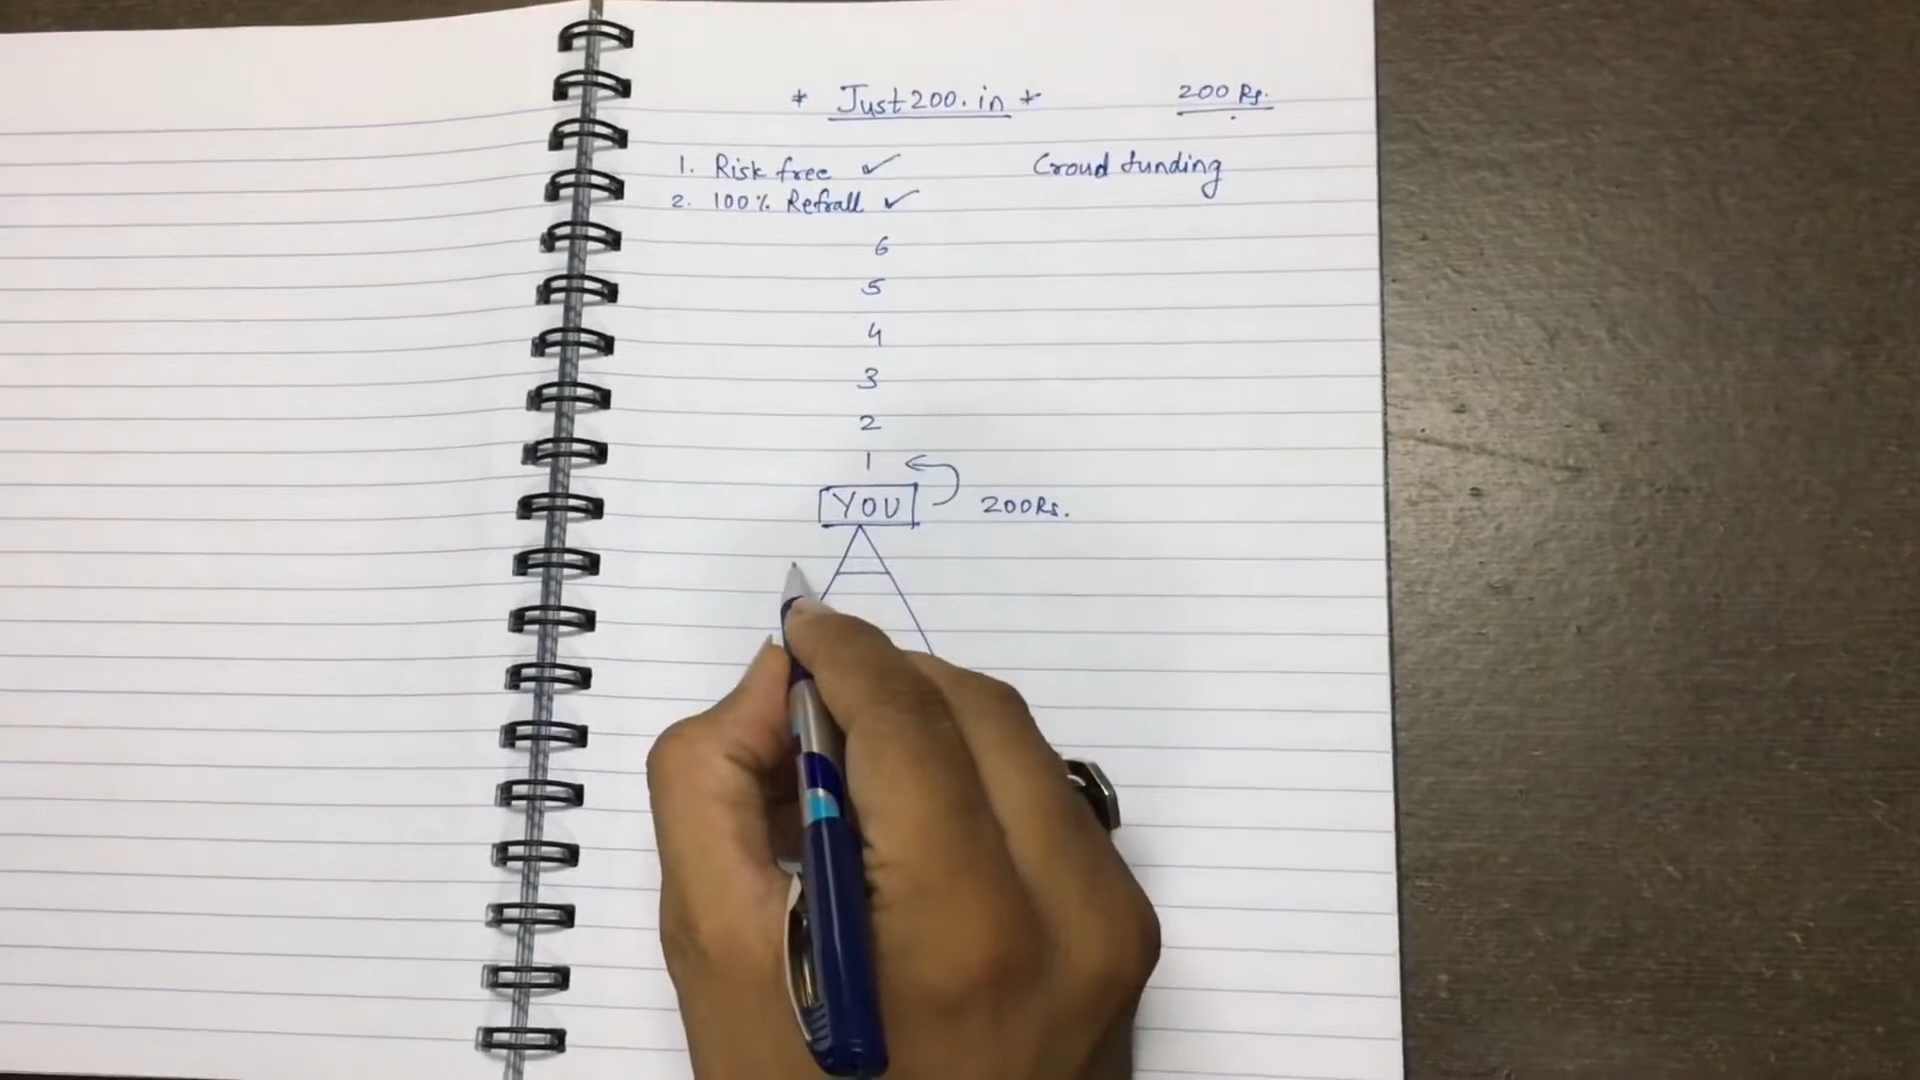 * Just200.in *
200 Rs.
1. Risk free ✓
Croud funding
2. 100% Refrall ✓
6
5
4
3
2
1
YOU
200Rs.